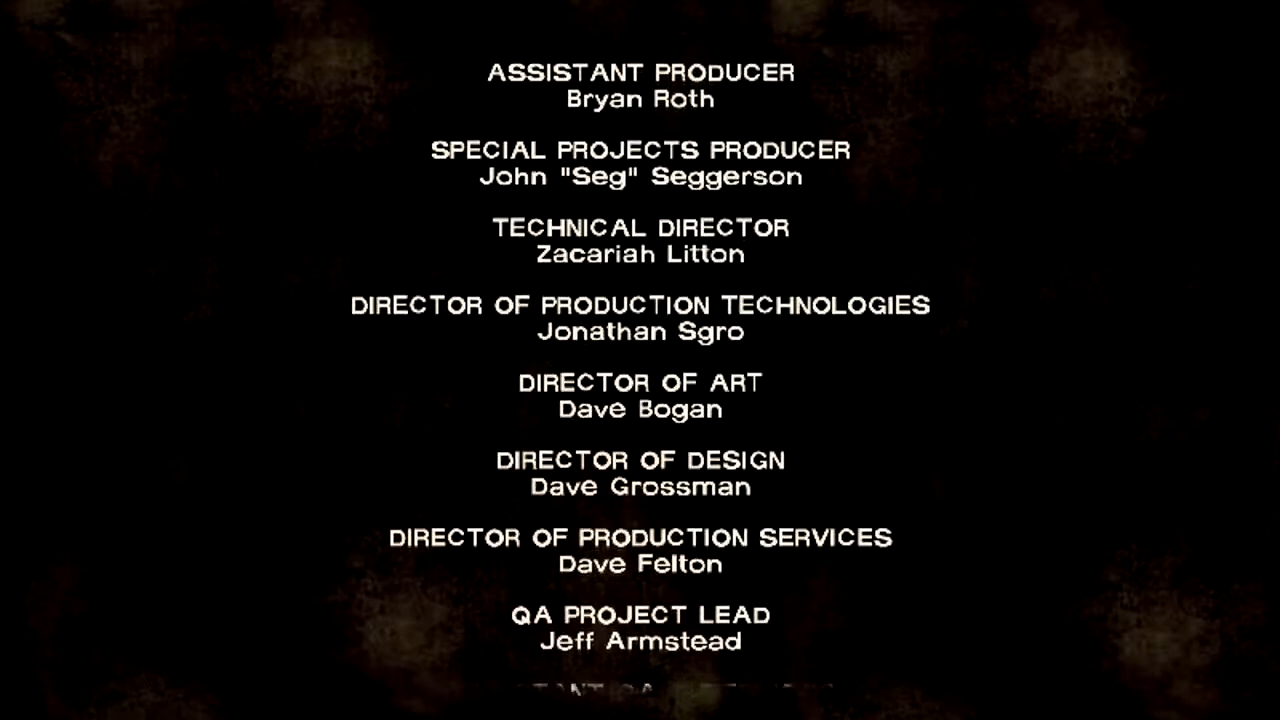 ASSISTANT PRODUCER
Bryan Roth
SPECIAL PROJECTS PRODUCER
John "Seg" Seggerson
TECHNICAL DIRECTOR
Zacariah Litton
DIRECTOR OF PRODUCTION TECHNOLOGIES
Jonathan Sgro
DIRECTOR OF ART
Dave Bogan
DIRECTOR OF DESIGN
Dave Grossman
DIRECTOR OF PRODUCTION SERVICES
Dave Felton
QA PROJECT LEAD
Jeff Armstead